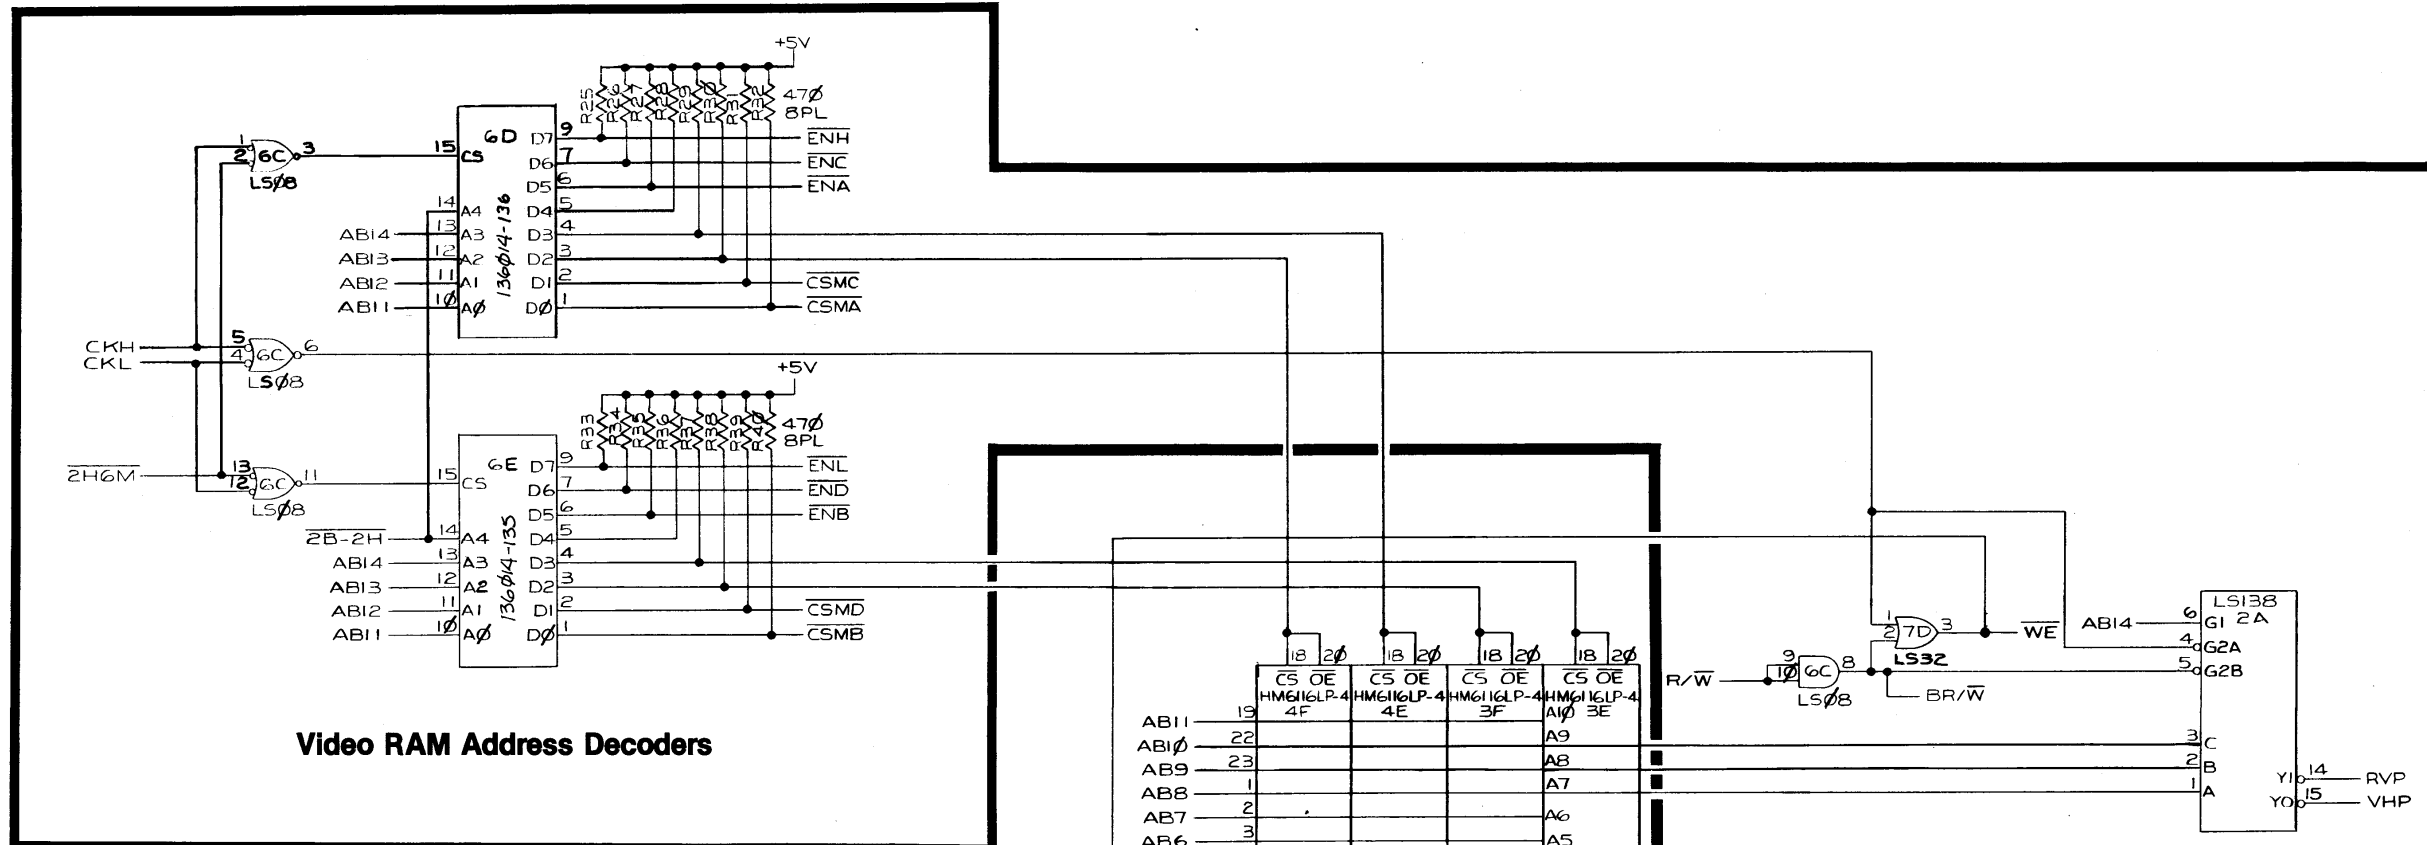 +5V
R25 R26 R27 R28 R29 R3Ø R31 R32 47Ø
8PL
6D D7 9 ENH
1
2 6C 3 15 CS
LSØ8
D6 7 ENC
D5 6 ENA
14 A4 D4 5
AB14 13 A3 D3 4
AB13 12 A2 D2 3
AB12 11 A1 D1 2 CSMC
AB11 1Ø AØ DØ 1 CSMA
136Ø14-136
CKH 5
CKL 4 6C 6
LSØ8
+5V
R33 R34 R35 R36 R37 R38 R39 R4Ø 47Ø
8PL
6E D7 9 ENL
2H6M 13
12 6C 11 15 CS
LSØ8
D6 7 END
D5 6 ENB
2B-2H 14 A4 D4 5
AB14 13 A3 D3 4
AB13 12 A2 D2 3
AB12 11 A1 D1 2 CSMD
AB11 1Ø AØ DØ 1 CSMB
136Ø14-135
Video RAM Address Decoders
18 2Ø 18 2Ø 18 2Ø 18 2Ø
CS OE CS OE CS OE CS OE
HM6116LP-4 HM6116LP-4 HM6116LP-4 HM6116LP-4
4F 4E 3F 3E
AB11 19 A1Ø
AB1Ø 22 A9
AB9 23 A8
AB8 1 A7
AB7 2 A6
AB6 3 A5
1
2 7D 3 WE
LS32
R/W 9
1Ø 6C 8
LSØ8
BR/W
LS138
2A
AB14 6 G1
4 G2A
5 G2B
3 C
2 B
1 A
Y1 14 RVP
YO 15 VHP